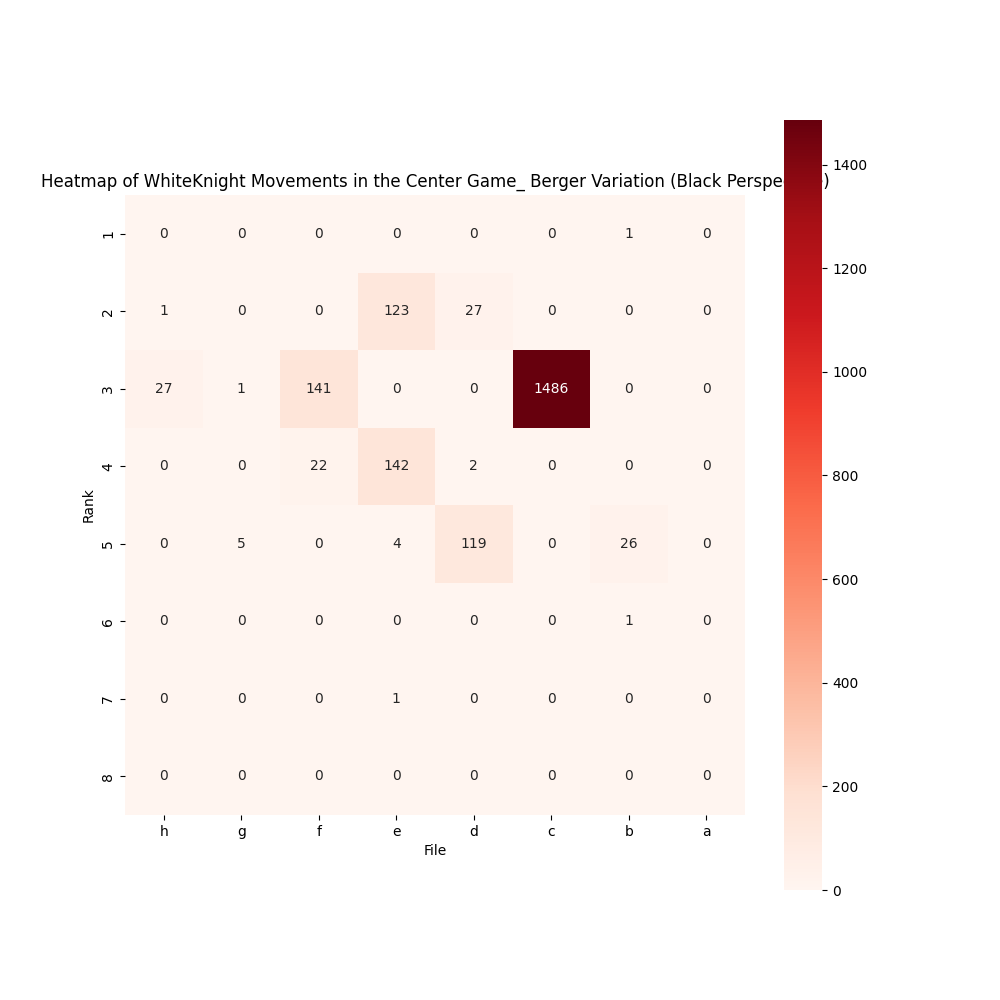 Heatmap of WhiteKnight Movements in the Center Game_ Berger Variation (Black Perspe )
1400
1 0 0 0 0 0 0 1 0
1200
2 1 0 0 123 27 0 0 0
1000
3 27 1 141 0 0 1486 0 0
800
4 0 0 22 142 2 0 0 0
Rank
600
5 0 5 0 4 119 0 26 0
6 0 0 0 0 0 0 1 0
400
7 0 0 0 1 0 0 0 0
200
8 0 0 0 0 0 0 0 0
h g f e d c b a
File
0